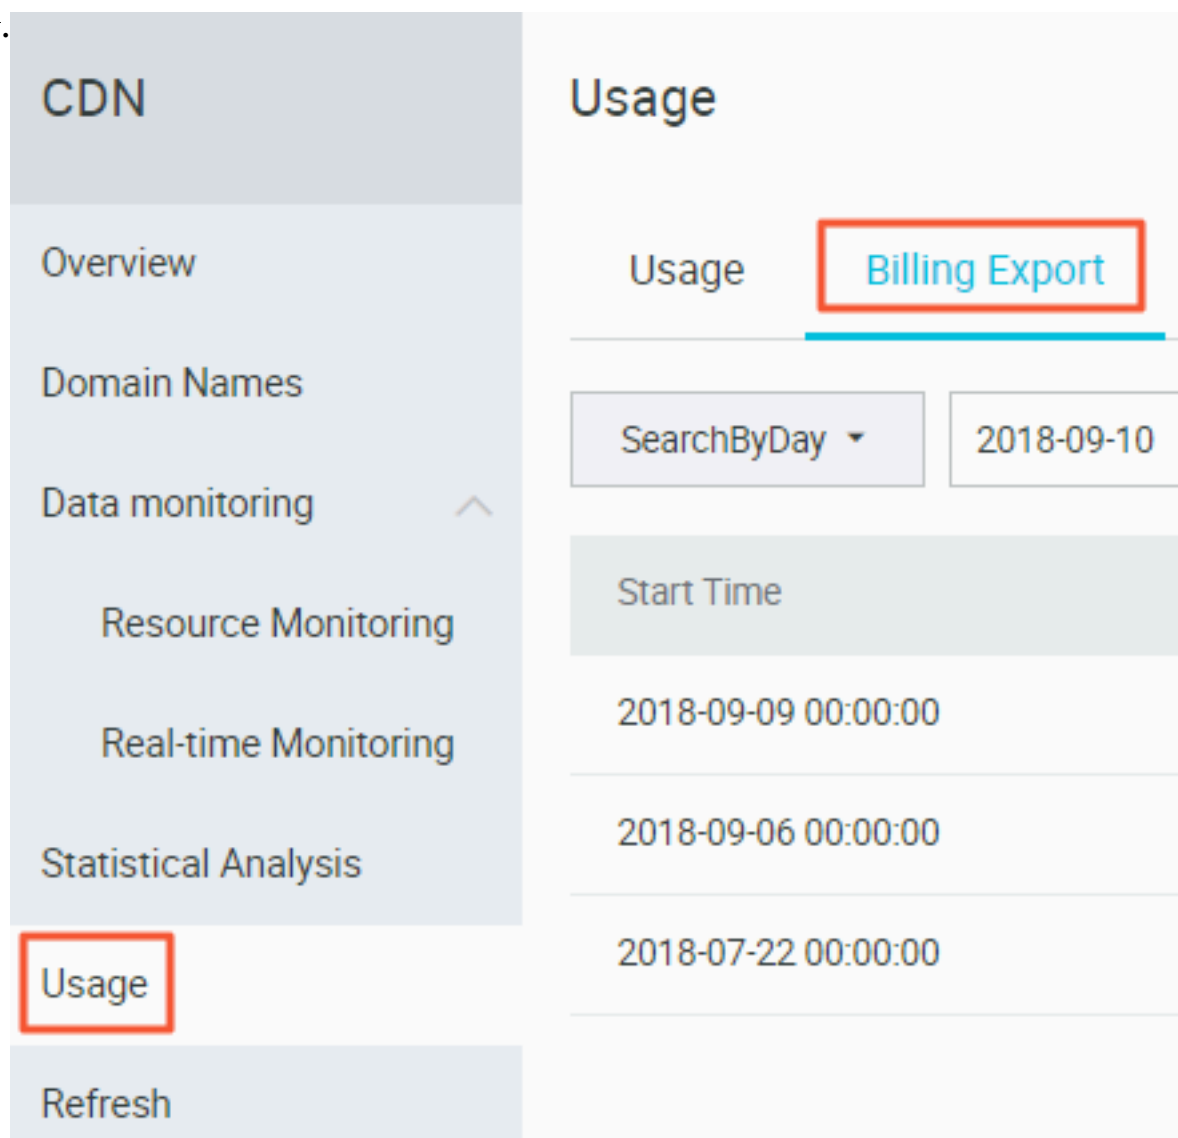 .
CDN
Overview
Domain Names
Data monitoring
Resource Monitoring
Real-time Monitoring
Statistical Analysis
Usage
Refresh
Usage
Usage Billing Export
SearchByDay 2018-09-10
Start Time
2018-09-09 00:00:00
2018-09-06 00:00:00
2018-07-22 00:00:00